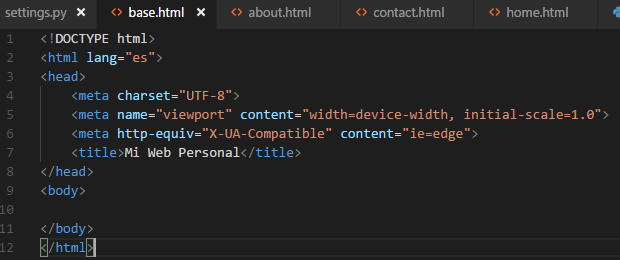 settings.py base.html about.html contact.html home.html
1 <!DOCTYPE html>
2 <html lang="es">
3 <head>
4 <meta charset="UTF-8">
5 <meta name="viewport" content="width=device-width, initial-scale=1.0">
6 <meta http-equiv="X-UA-Compatible" content="ie=edge">
7 <title>Mi Web Personal</title>
8 </head>
9 <body>
10
11 </body>
12 </html>